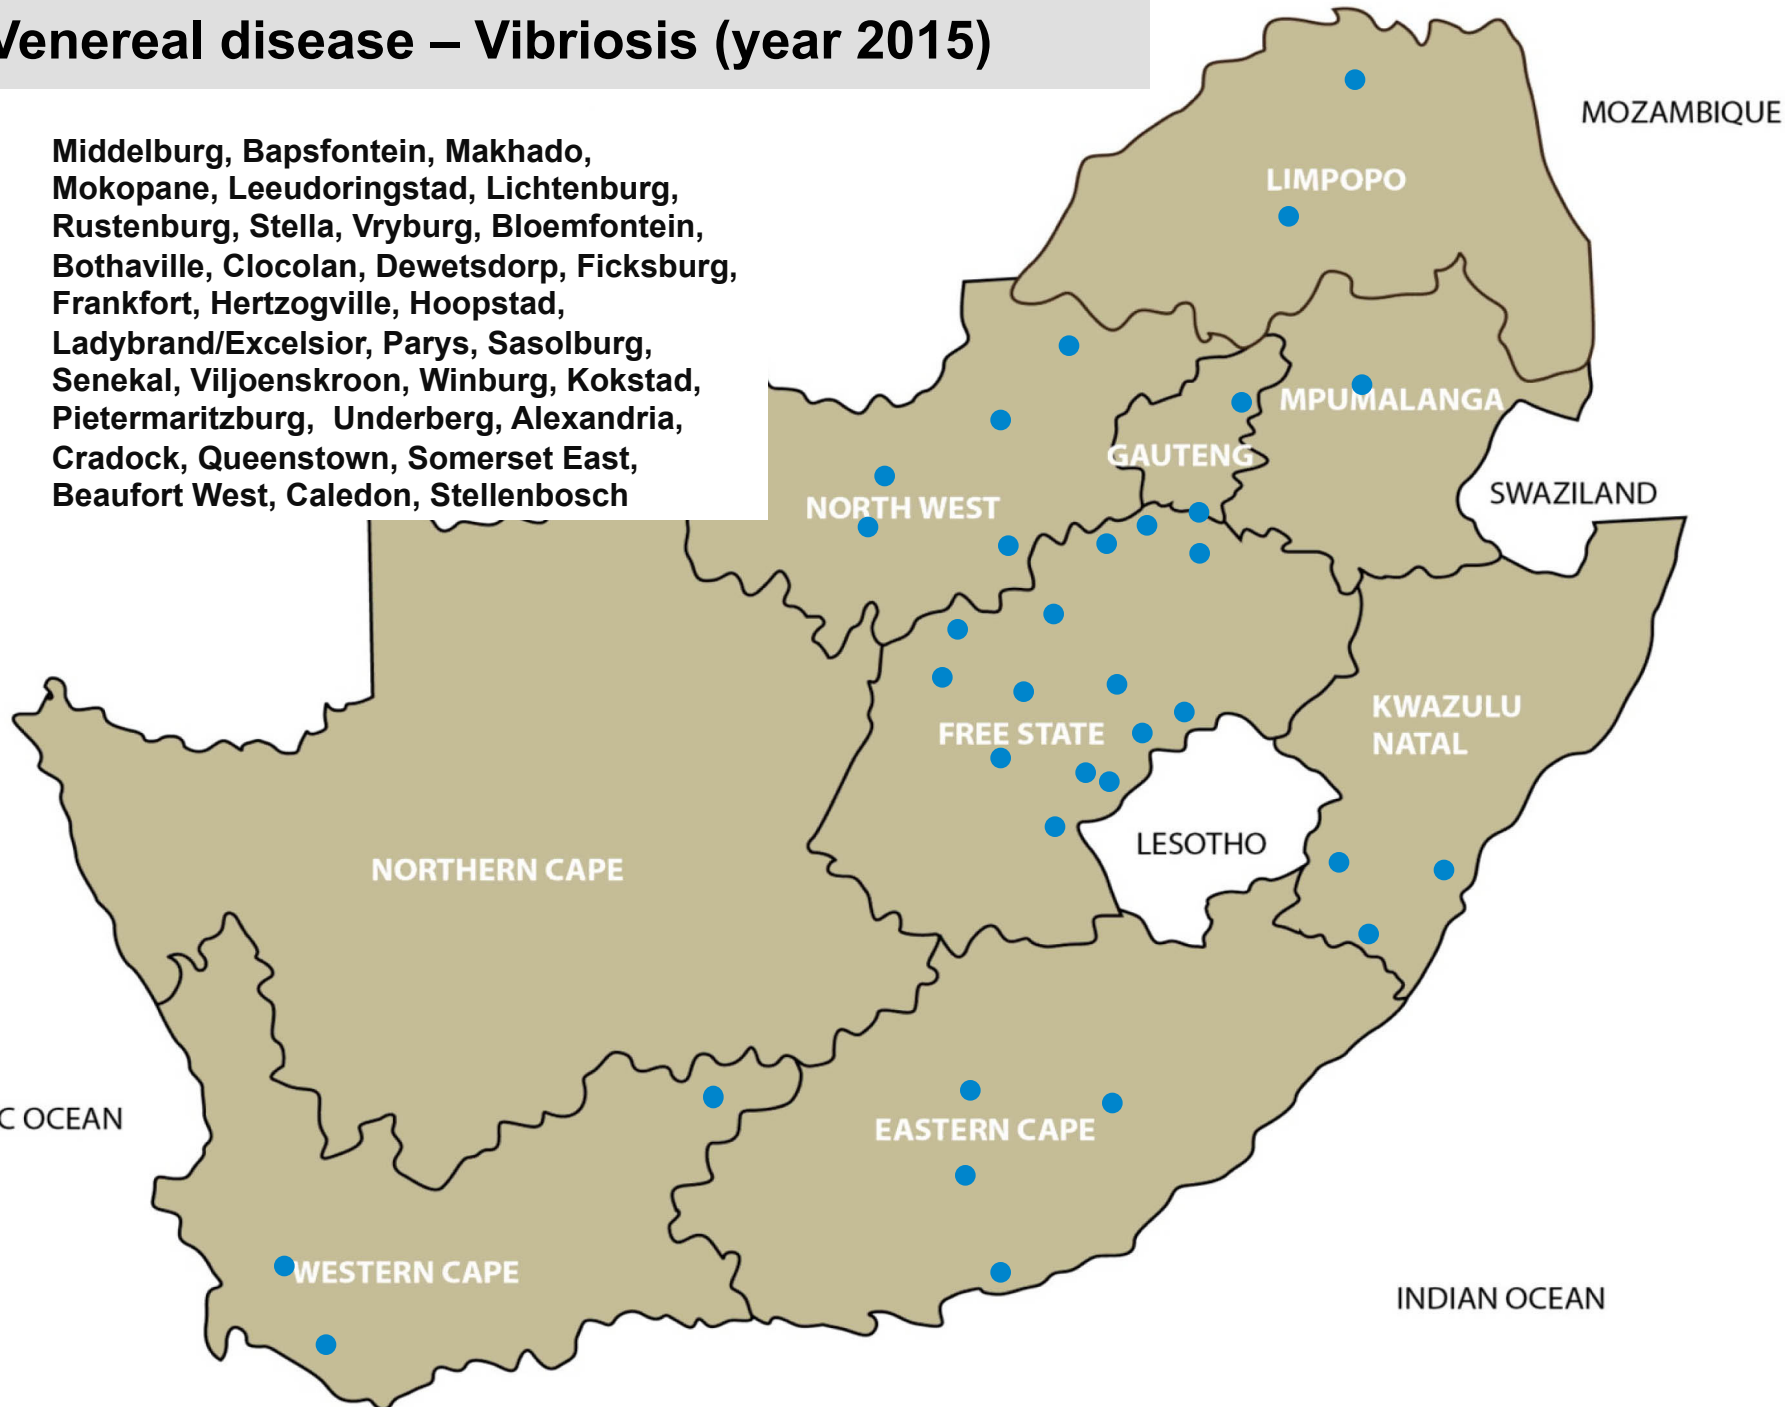 Venereal disease – Vibriosis (year 2015)
Middelburg, Bapsfontein, Makhado,
Mokopane, Leeudoringstad, Lichtenburg,
Rustenburg, Stella, Vryburg, Bloemfontein,
Bothaville, Clocolan, Dewetsdorp, Ficksburg,
Frankfort, Hertzogville, Hoopstad,
Ladybrand/Excelsior, Parys, Sasolburg,
Senekal, Viljoenskroon, Winburg, Kokstad,
Pietermaritzburg,  Underberg, Alexandria,
Cradock, Queenstown, Somerset East,
Beaufort West, Caledon, Stellenbosch
MOZAMBIQUE
LIMPOPO
MPUMALANGA
GAUTENG
SWAZILAND
NORTH WEST
KWAZULU
NATAL
FREE STATE
LESOTHO
NORTHERN CAPE
C OCEAN
EASTERN CAPE
WESTERN CAPE
INDIAN OCEAN